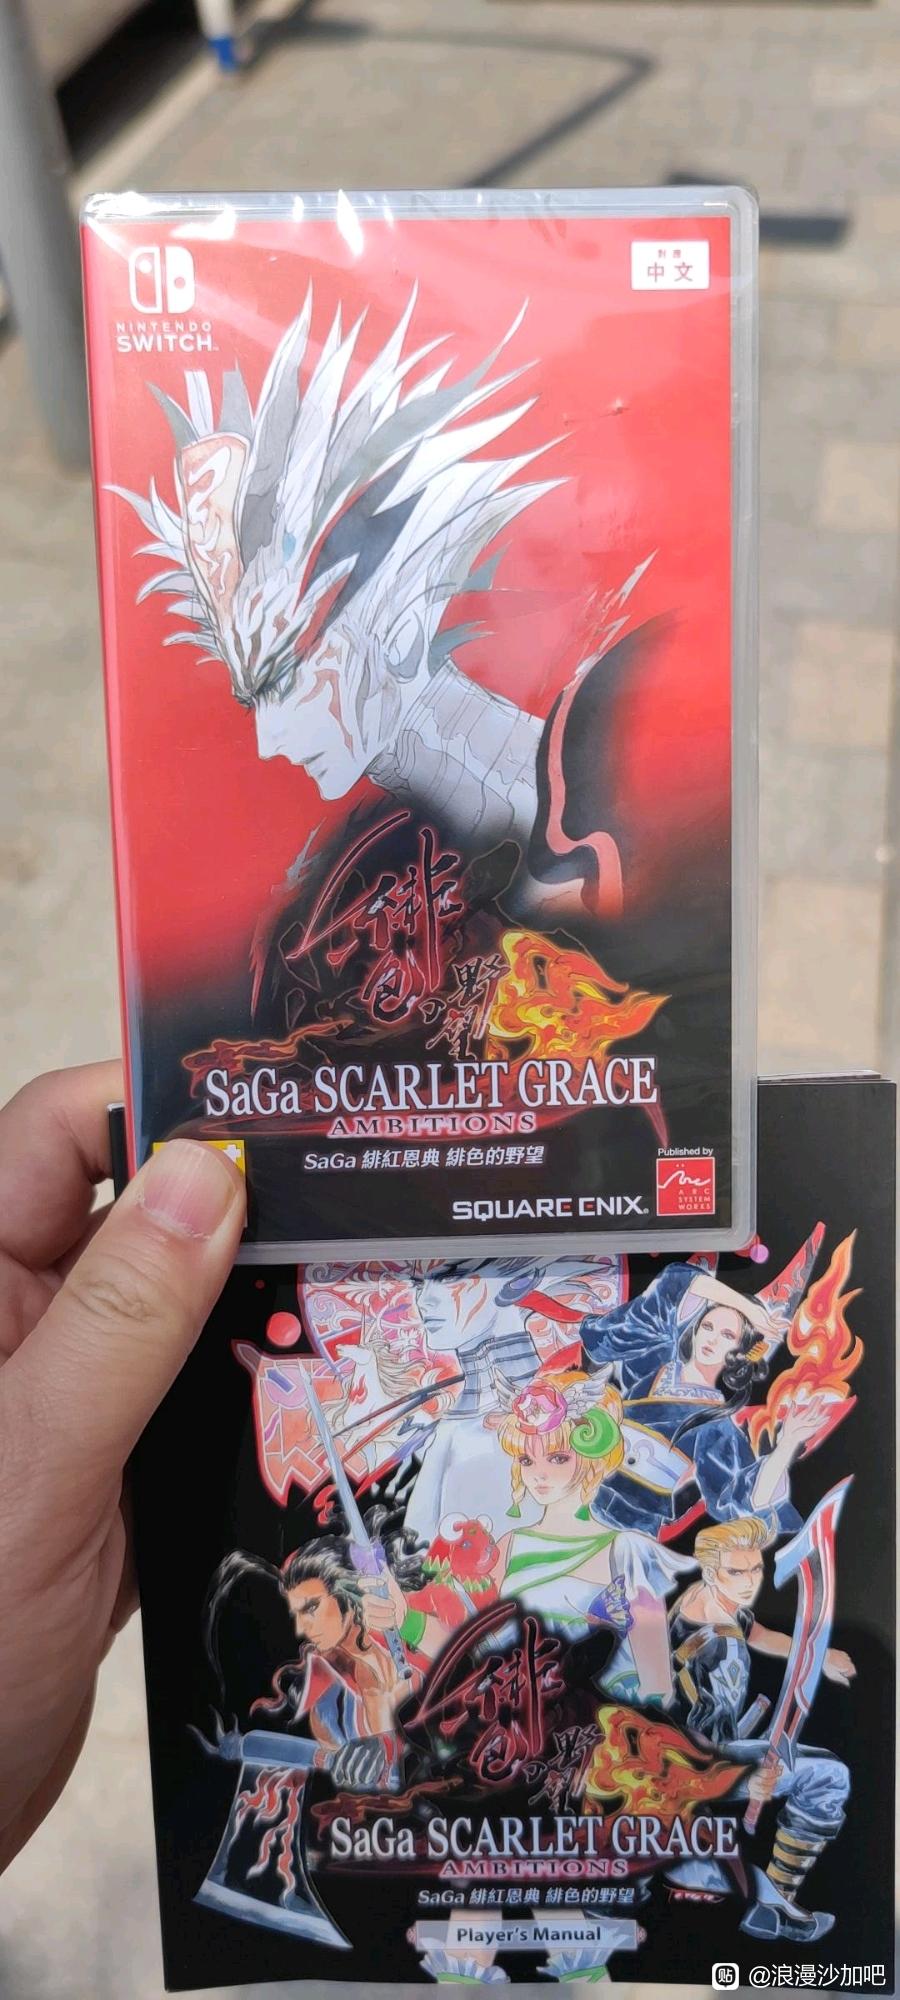 NINTENDO
SWITCH™
對應
中文
緋
色の野望
SaGa SCARLET GRACE
AMBITIONS
SaGa 緋紅恩典 緋色的野望
Published by
SQUARE ENIX®
ARC
SYSTEM
WORKS
緋
色の野望
SaGa SCARLET GRACE
AMBITIONS
SaGa 緋紅恩典 緋色的野望
Player's Manual
贴 @浪漫沙加吧